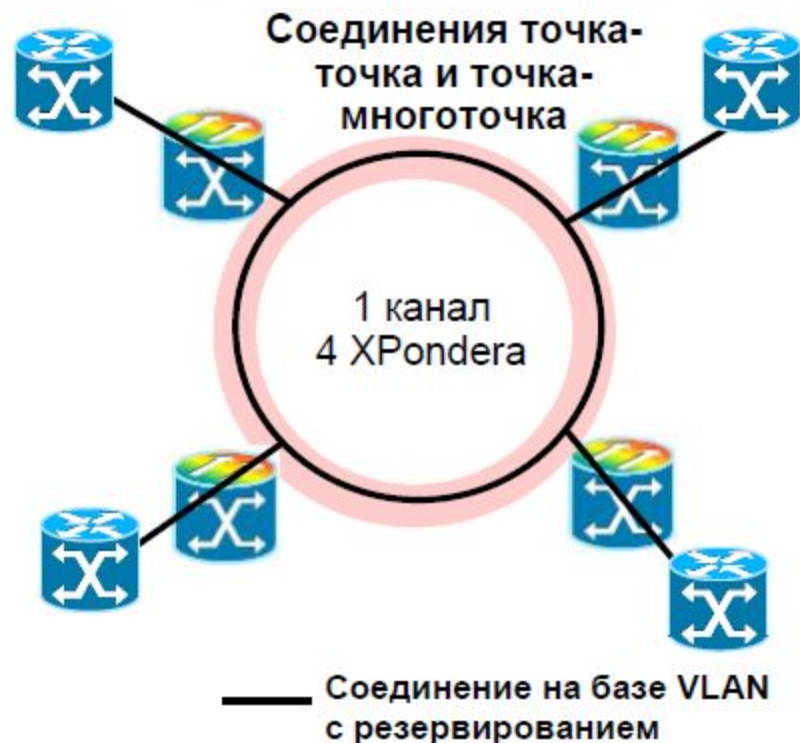 Соединения точка-
точка и точка-
многоточка
1 канал
4 XPondera
Соединение на базе VLAN
с резервированием